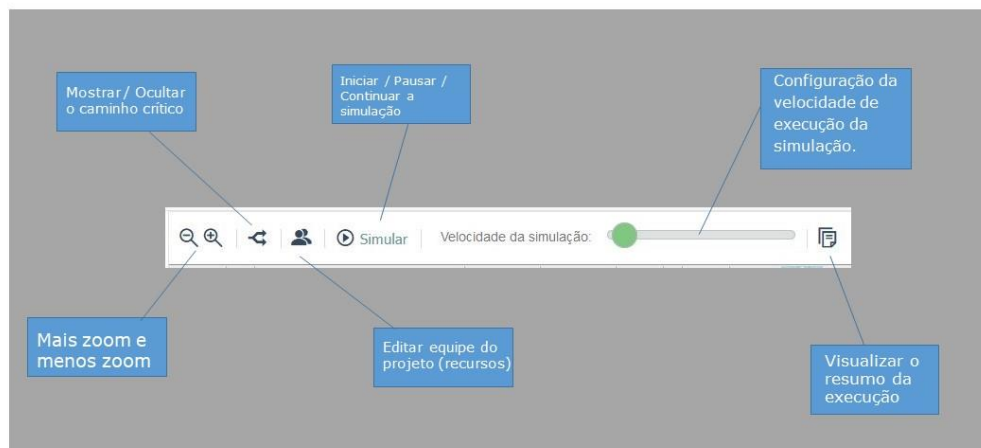 Mostrar/ Ocultar
o caminho crítico
Iniciar / Pausar /
Continuar a
simulação
Configuração da
velocidade de
execução da
simulação.
Simular
Velocidade da simulação:
Mais zoom e
menos zoom
Editar equipe do
projeto (recursos)
Visualizar o
resumo da
execução